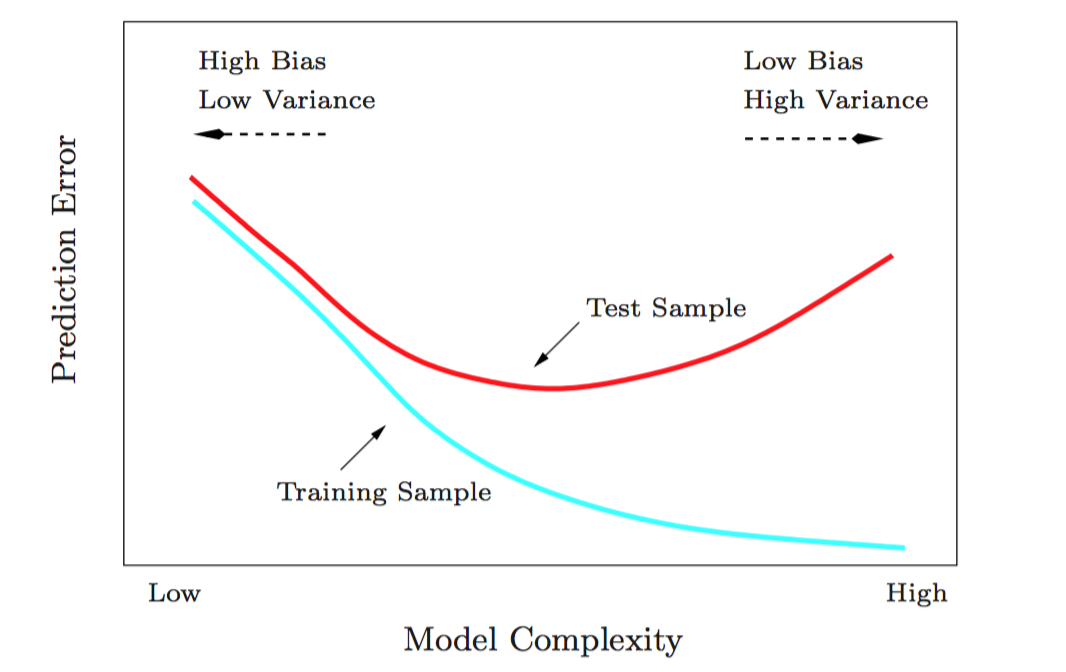 High Bias
Low Variance
Low Bias
High Variance
Prediction Error
Test Sample
Training Sample
Low
High
Model Complexity